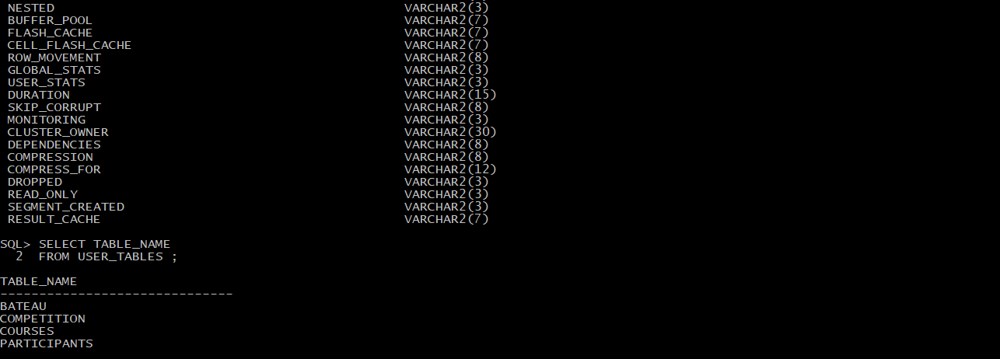 NESTED VARCHAR2(3)
BUFFER_POOL VARCHAR2(7)
FLASH_CACHE VARCHAR2(7)
CELL_FLASH_CACHE VARCHAR2(7)
ROW_MOVEMENT VARCHAR2(8)
GLOBAL_STATS VARCHAR2(3)
USER_STATS VARCHAR2(3)
DURATION VARCHAR2(15)
SKIP_CORRUPT VARCHAR2(8)
MONITORING VARCHAR2(3)
CLUSTER_OWNER VARCHAR2(30)
DEPENDENCIES VARCHAR2(8)
COMPRESSION VARCHAR2(8)
COMPRESS_FOR VARCHAR2(12)
DROPPED VARCHAR2(3)
READ_ONLY VARCHAR2(3)
SEGMENT_CREATED VARCHAR2(3)
RESULT_CACHE VARCHAR2(7)
SQL> SELECT TABLE_NAME
2 FROM USER_TABLES ;
TABLE_NAME
------------------------------
BATEAU
COMPETITION
COURSES
PARTICIPANTS